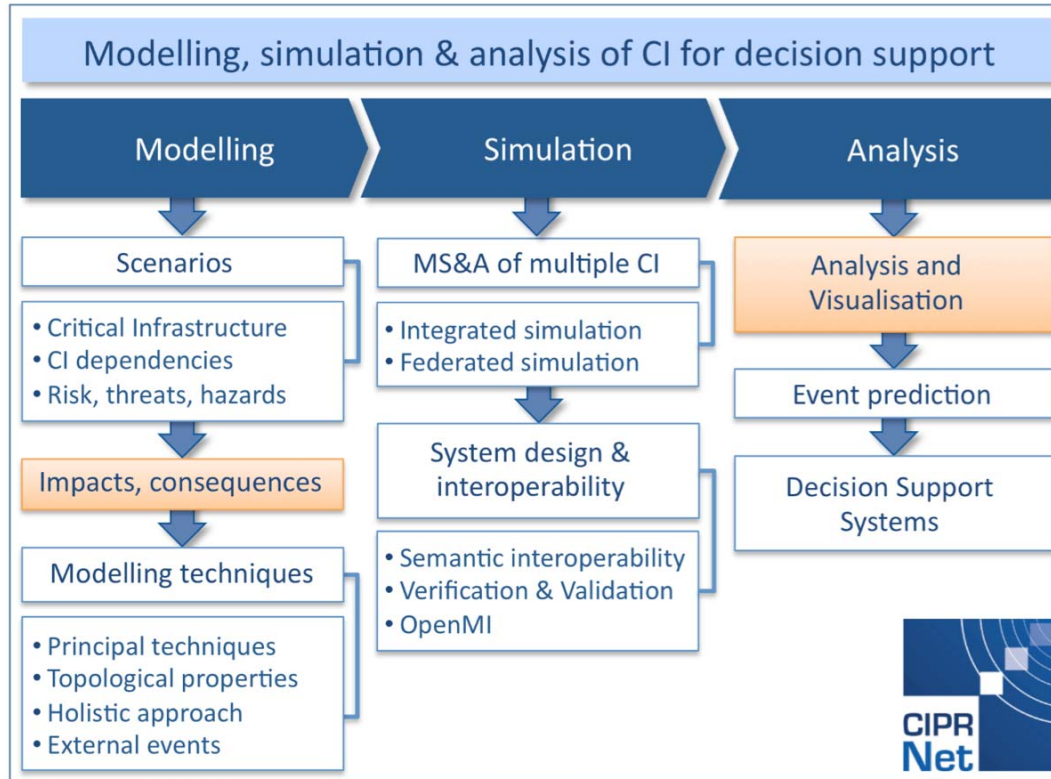 Modelling, simulation & analysis of CI for decision support
Modelling
Simulation
Analysis
Scenarios
• Critical Infrastructure
• CI dependencies
• Risk, threats, hazards
Impacts, consequences
Modelling techniques
• Principal techniques
• Topological properties
• Holistic approach
• External events
MS&A of multiple CI
• Integrated simulation
• Federated simulation
System design &
interoperability
• Semantic interoperability
• Verification & Validation
• OpenMI
Analysis and
Visualisation
Event prediction
Decision Support
Systems
CIPR
Net